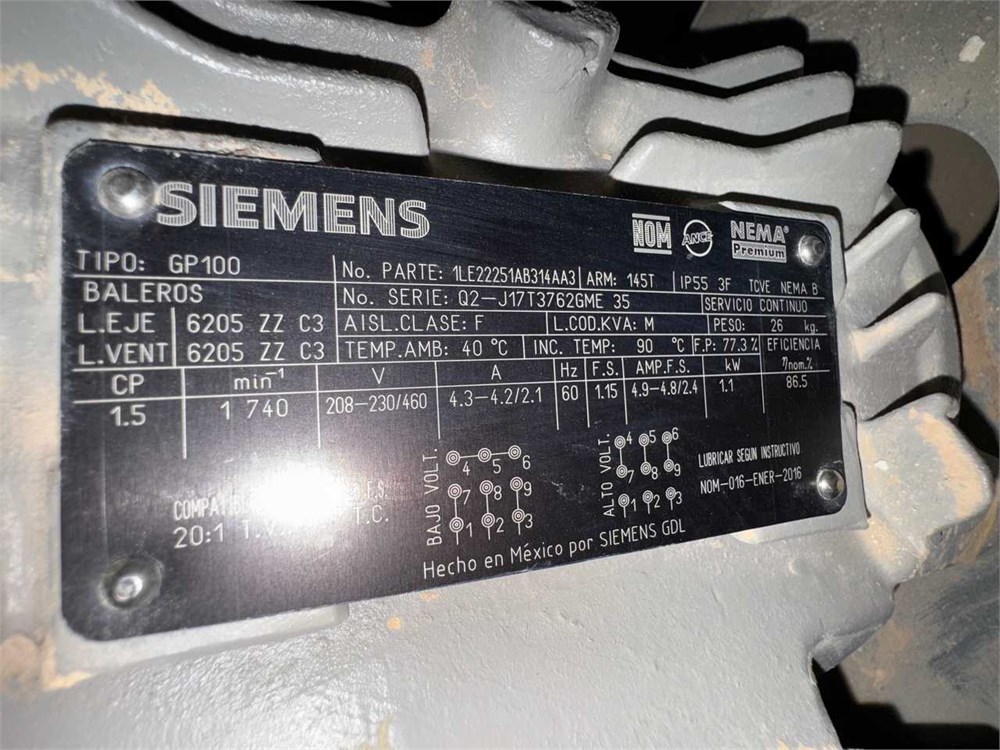 SIEMENS
NOM ANCE NEMA Premium
TIPO: GP100
No. PARTE: 1LE22251AB314AA3 ARM: 145T IP55 3F TCVE NEMA B
BALEROS
No. SERIE: Q2-J17T3762GME 35 SERVICIO CONTINUO
L.EJE 6205 ZZ C3 AISL.CLASE: F L.COD.KVA: M PESO: 26 kg.
L.VENT 6205 ZZ C3 TEMP.AMB: 40 °C INC. TEMP: 90 °C F.P: 77.3 % EFICIENCIA
CP min⁻¹ V A Hz F.S. AMP.F.S. kW ηnom.%
1.5 1 740 208-230/460 4.3-4.2/2.1 60 1.15 4.9-4.8/2.4 1.1 86.5
BAJO VOLT.
4 5 6
7 8 9
1 2 3
ALTO VOLT.
4 5 6
7 8 9
1 2 3
LUBRICAR SEGUN INSTRUCTIVO
NOM-016-ENER-2016
F.S.
20:1 T.C.
Hecho en México por SIEMENS GDL